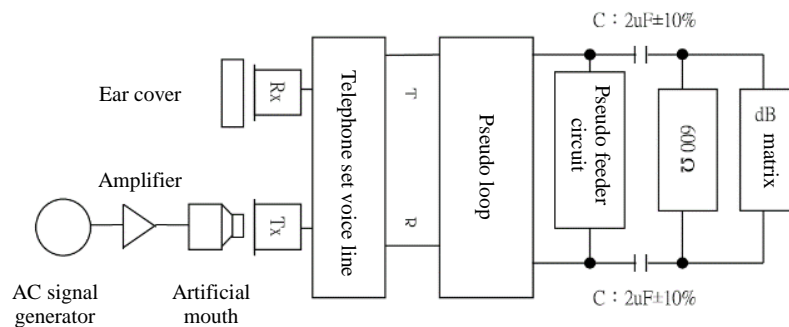 C：2uF±10%
Ear cover
Rx
Telephone set voice line
T
Pseudo loop
Pseudo feeder
circuit
600 Ω
dB
matrix
Amplifier
Tx
R
AC signal
generator
Artificial
mouth
C：2uF±10%